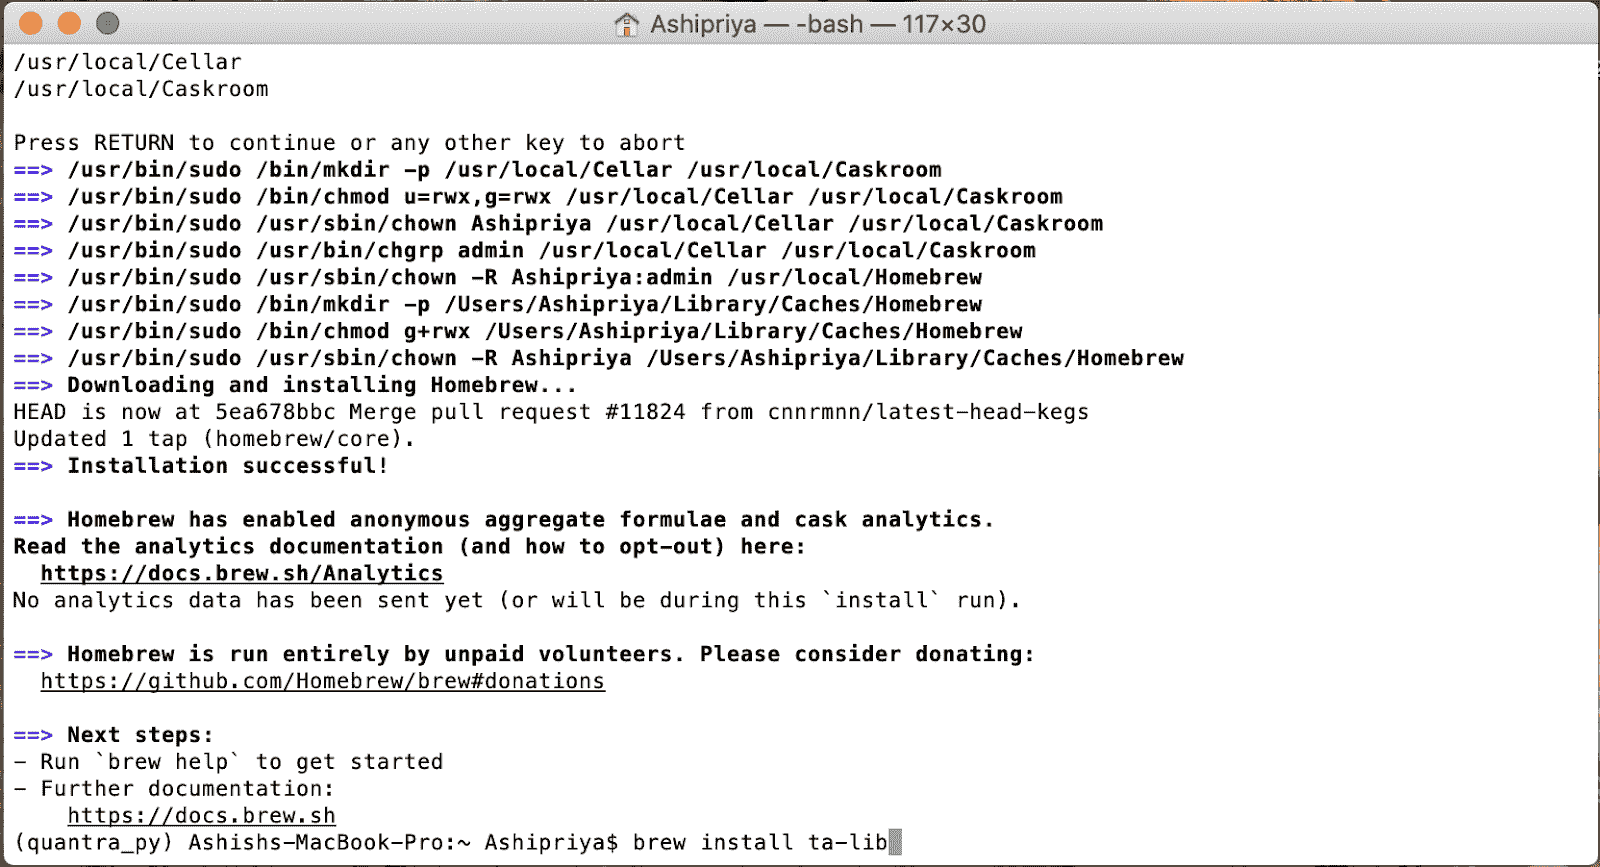 Ashipriya — -bash — 117×30
/usr/local/Cellar
/usr/local/Caskroom
Press RETURN to continue or any other key to abort
==> /usr/bin/sudo /bin/mkdir -p /usr/local/Cellar /usr/local/Caskroom
==> /usr/bin/sudo /bin/chmod u=rwx,g=rwx /usr/local/Cellar /usr/local/Caskroom
==> /usr/bin/sudo /usr/sbin/chown Ashipriya /usr/local/Cellar /usr/local/Caskroom
==> /usr/bin/sudo /usr/bin/chgrp admin /usr/local/Cellar /usr/local/Caskroom
==> /usr/bin/sudo /usr/sbin/chown -R Ashipriya:admin /usr/local/Homebrew
==> /usr/bin/sudo /bin/mkdir -p /Users/Ashipriya/Library/Caches/Homebrew
==> /usr/bin/sudo /bin/chmod g+rwx /Users/Ashipriya/Library/Caches/Homebrew
==> /usr/bin/sudo /usr/sbin/chown -R Ashipriya /Users/Ashipriya/Library/Caches/Homebrew
==> Downloading and installing Homebrew...
HEAD is now at 5ea678bbc Merge pull request #11824 from cnnrmnn/latest-head-kegs
Updated 1 tap (homebrew/core).
==> Installation successful!
==> Homebrew has enabled anonymous aggregate formulae and cask analytics.
Read the analytics documentation (and how to opt-out) here:
https://docs.brew.sh/Analytics
No analytics data has been sent yet (or will be during this `install` run).
==> Homebrew is run entirely by unpaid volunteers. Please consider donating:
https://github.com/Homebrew/brew#donations
==> Next steps:
- Run `brew help` to get started
- Further documentation:
https://docs.brew.sh
(quantra_py) Ashishs-MacBook-Pro:~ Ashipriya$ brew install ta-lib